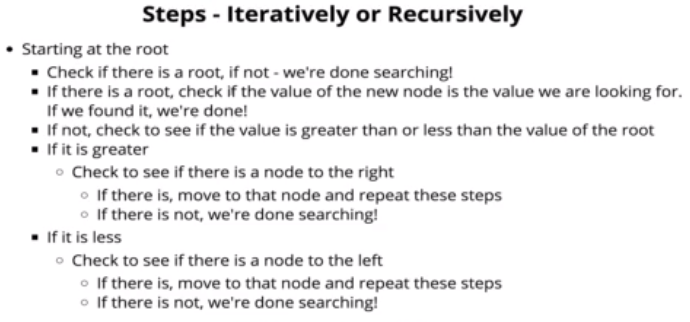 Steps - Iteratively or Recursively
• Starting at the root
▪ Check if there is a root, if not - we're done searching!
▪ If there is a root, check if the value of the new node is the value we are looking for.
If we found it, we're done!
▪ If not, check to see if the value is greater than or less than the value of the root
▪ If it is greater
◦ Check to see if there is a node to the right
◦ If there is, move to that node and repeat these steps
◦ If there is not, we're done searching!
▪ If it is less
◦ Check to see if there is a node to the left
◦ If there is, move to that node and repeat these steps
◦ If there is not, we're done searching!